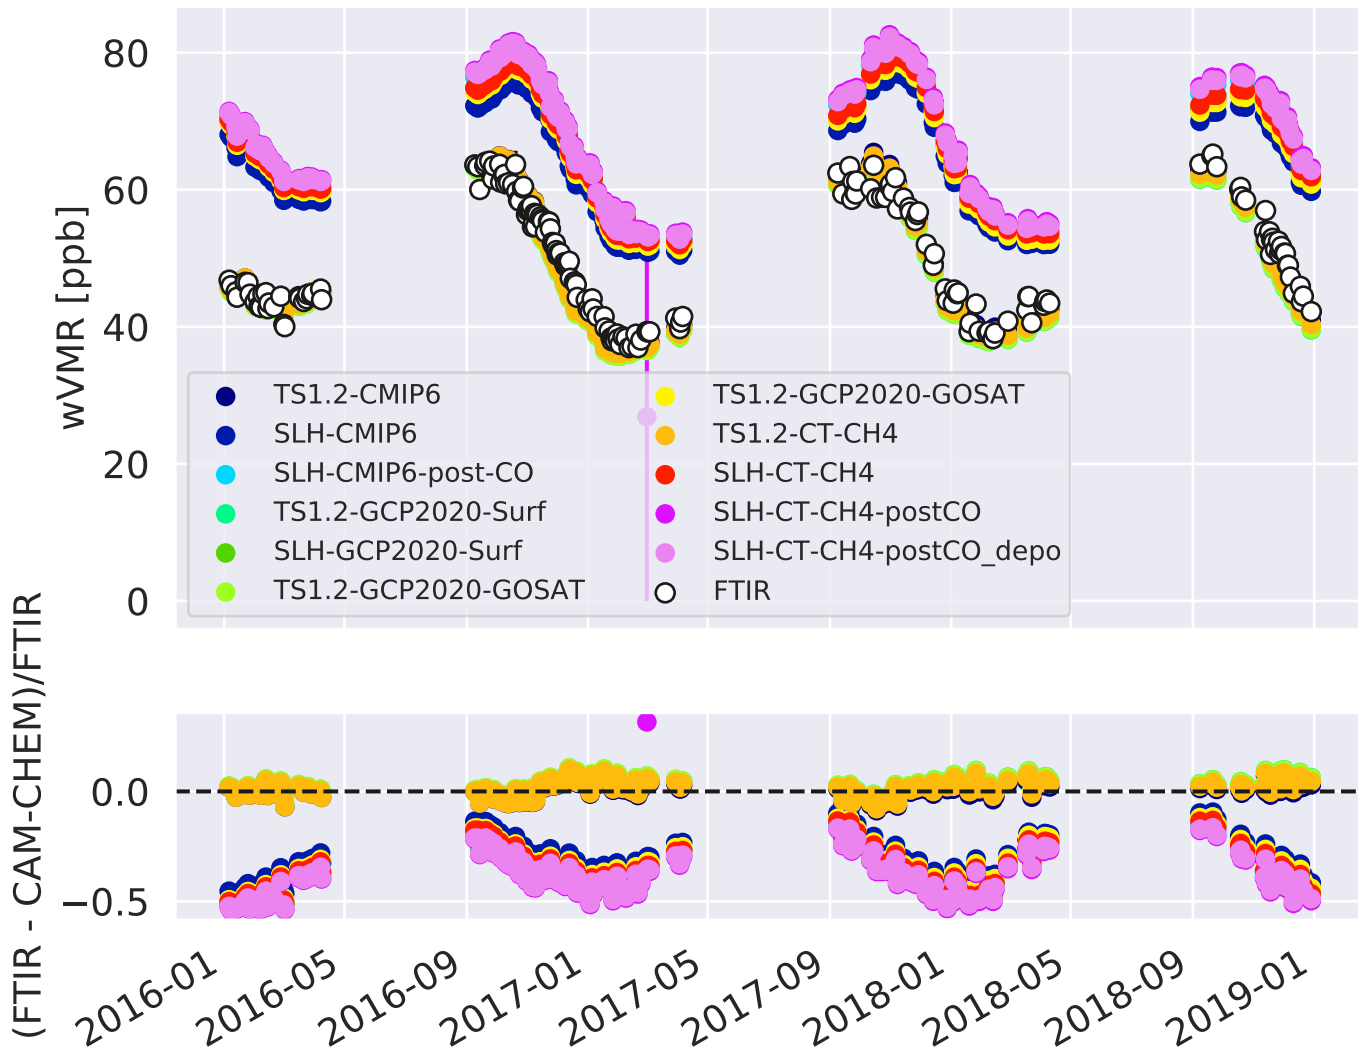 80
60
40
20
0
wVMR [ppb]
TS1.2-CMIP6
SLH-CMIP6
SLH-CMIP6-post-CO
TS1.2-GCP2020-Surf
SLH-GCP2020-Surf
TS1.2-GCP2020-GOSAT
TS1.2-GCP2020-GOSAT
TS1.2-CT-CH4
SLH-CT-CH4
SLH-CT-CH4-postCO
SLH-CT-CH4-postCO_depo
FTIR
(FTIR - CAM-CHEM)/FTIR
0.0
−0.5
2016-01
2016-05
2016-09
2017-01
2017-05
2017-09
2018-01
2018-05
2018-09
2019-01